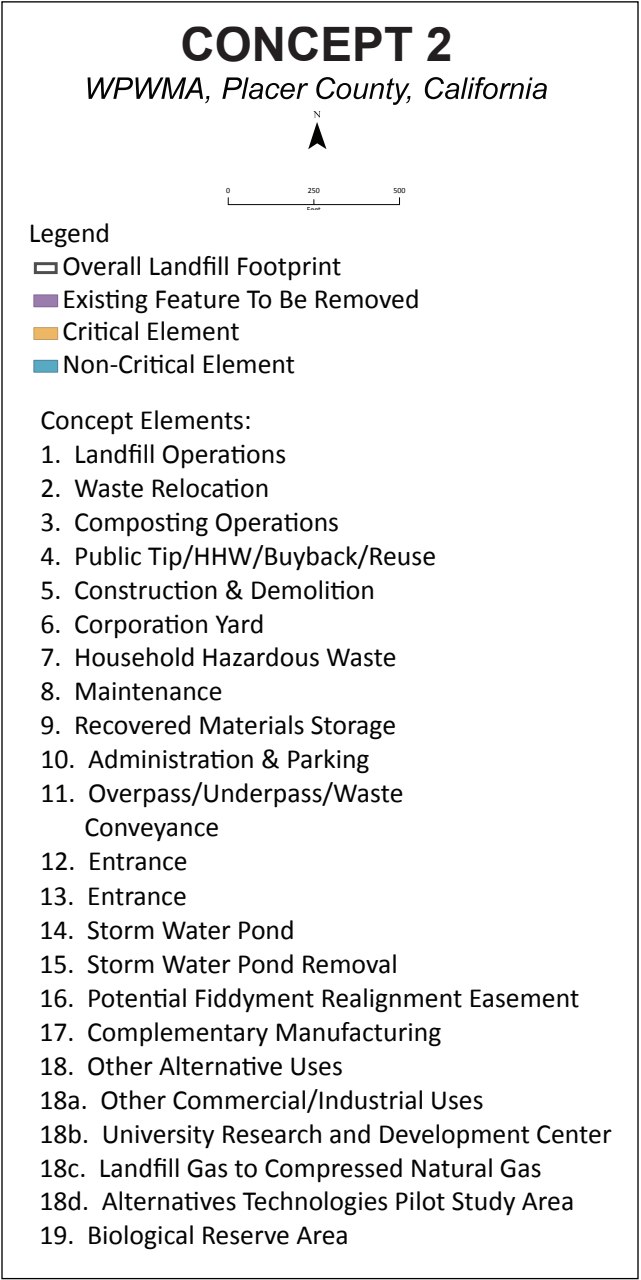 CONCEPT 2
WPWMA, Placer County, California
N
0 250 500
Feet
Legend
Overall Landfill Footprint
Existing Feature To Be Removed
Critical Element
Non-Critical Element
Concept Elements:
1. Landfill Operations
2. Waste Relocation
3. Composting Operations
4. Public Tip/HHW/Buyback/Reuse
5. Construction & Demolition
6. Corporation Yard
7. Household Hazardous Waste
8. Maintenance
9. Recovered Materials Storage
10. Administration & Parking
11. Overpass/Underpass/Waste
Conveyance
12. Entrance
13. Entrance
14. Storm Water Pond
15. Storm Water Pond Removal
16. Potential Fiddyment Realignment Easement
17. Complementary Manufacturing
18. Other Alternative Uses
18a. Other Commercial/Industrial Uses
18b. University Research and Development Center
18c. Landfill Gas to Compressed Natural Gas
18d. Alternatives Technologies Pilot Study Area
19. Biological Reserve Area